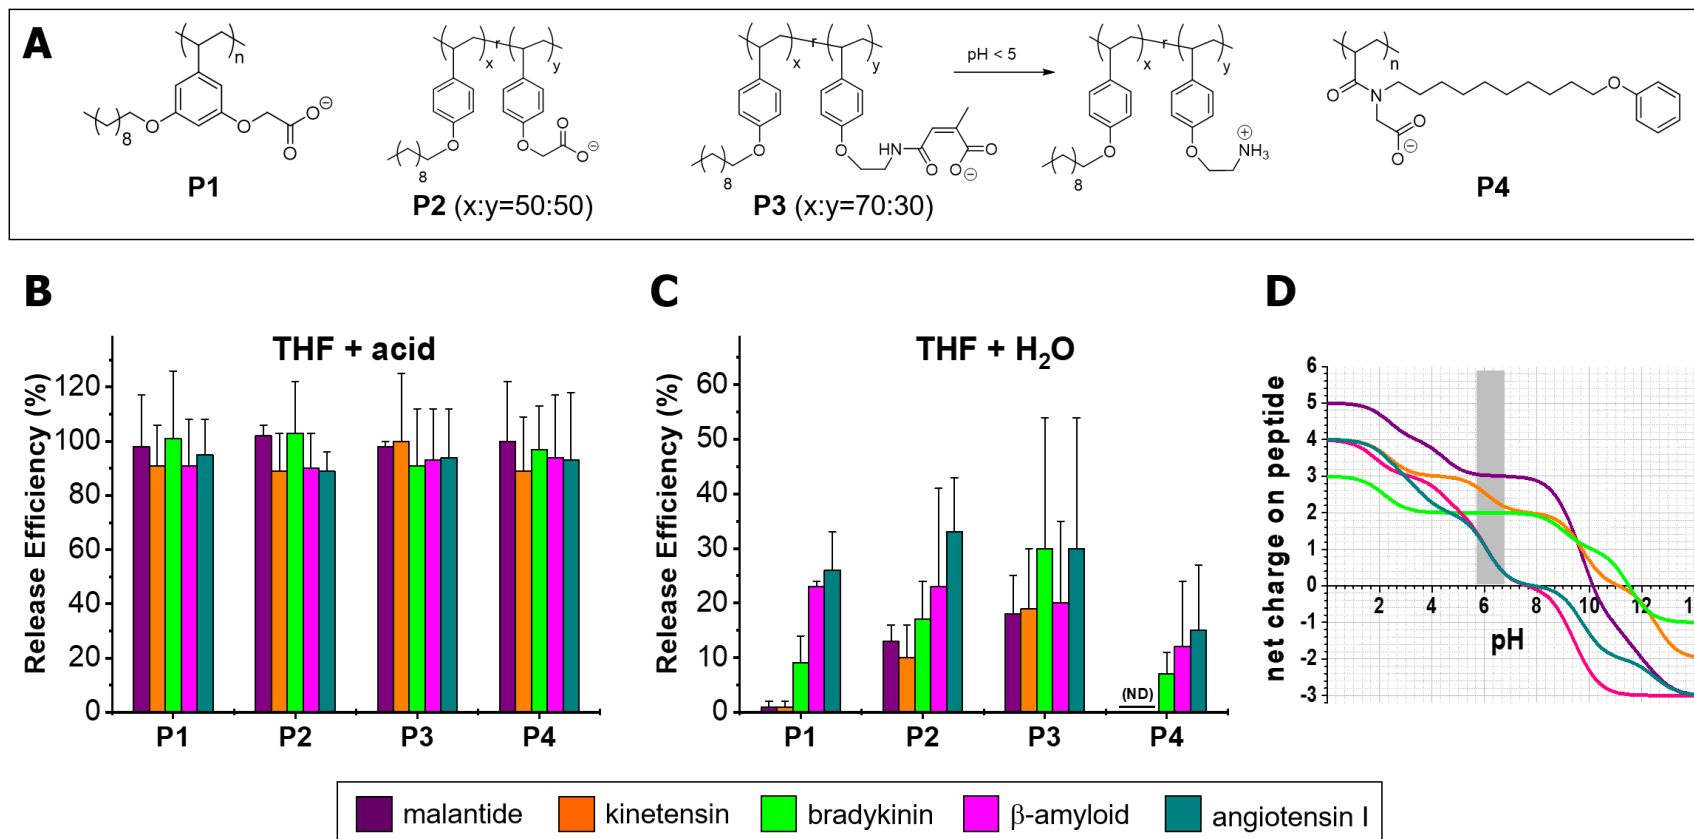 A
n
8
O
O
O
⊖
O
P1
r
x
y
8
O
O
O
O
⊖
P2 (x:y=50:50)
r
x
y
8
O
O
HN
O
O
O
⊖
P3 (x:y=70:30)
pH < 5
r
x
y
8
O
O
⊕
NH3
n
O
N
O
O
O
⊖
P4
B
THF + acid
Release Efficiency (%)
120
100
80
60
40
20
0
P1 P2 P3 P4
C
THF + H2O
Release Efficiency (%)
60
50
40
30
20
10
0
(ND)
P1 P2 P3 P4
D
net charge on peptide
6
5
4
3
2
1
0
-1
-2
-3
2 4 6 8 10 12 1
pH
malantide kinetensin bradykinin β-amyloid angiotensin I